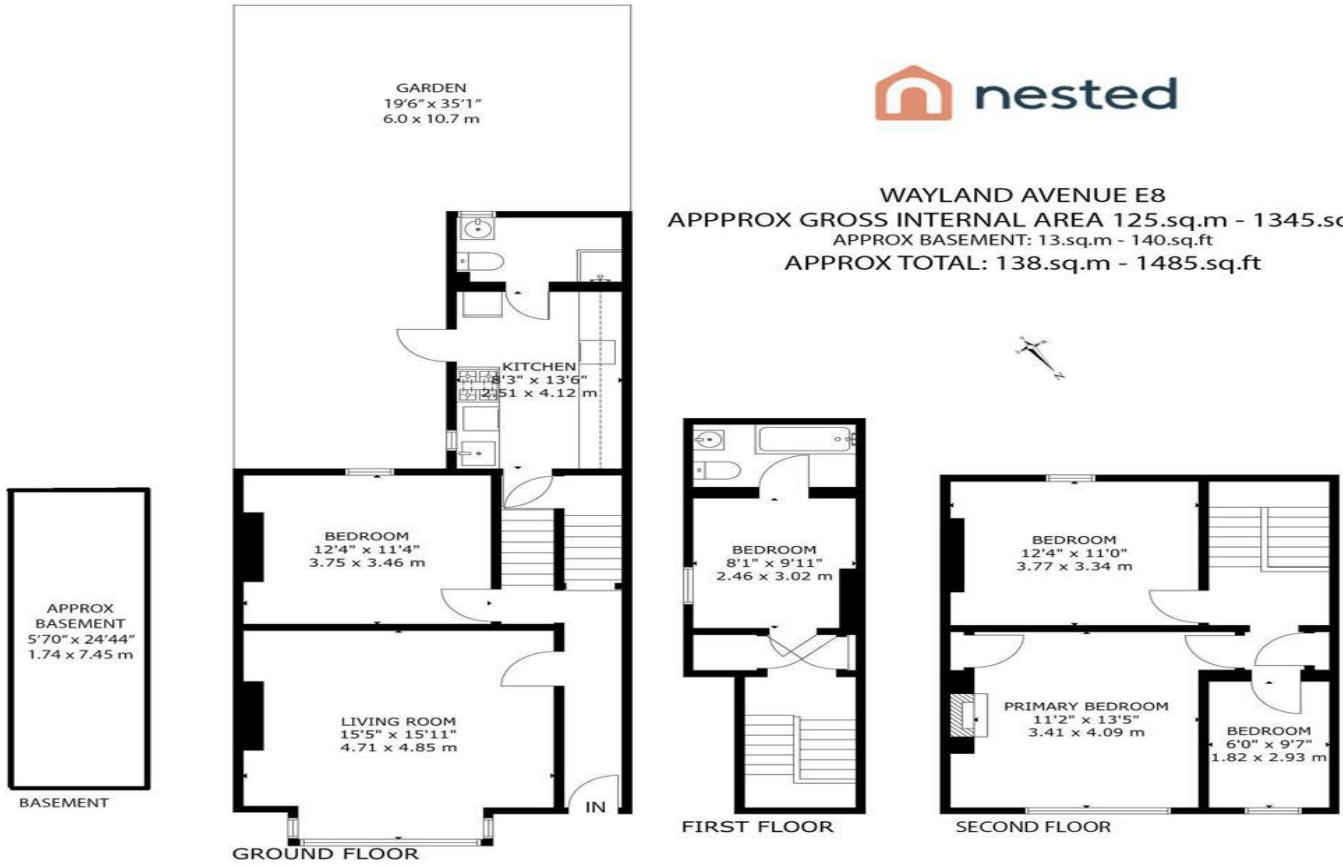 GARDEN
19'6" x 35'1"
6.0 x 10.7 m
nested
WAYLAND AVENUE E8
APPPROX GROSS INTERNAL AREA 125.sq.m - 1345.sq
APPROX BASEMENT: 13.sq.m - 140.sq.ft
APPROX TOTAL: 138.sq.m - 1485.sq.ft
N
KITCHEN
8'3" x 13'6"
2.51 x 4.12 m
BEDROOM
12'4" x 11'4"
3.75 x 3.46 m
LIVING ROOM
15'5" x 15'11"
4.71 x 4.85 m
IN
GROUND FLOOR
APPROX
BASEMENT
5'70" x 24'44"
1.74 x 7.45 m
BASEMENT
BEDROOM
8'1" x 9'11"
2.46 x 3.02 m
FIRST FLOOR
BEDROOM
12'4" x 11'0"
3.77 x 3.34 m
PRIMARY BEDROOM
11'2" x 13'5"
3.41 x 4.09 m
BEDROOM
6'0" x 9'7"
1.82 x 2.93 m
SECOND FLOOR